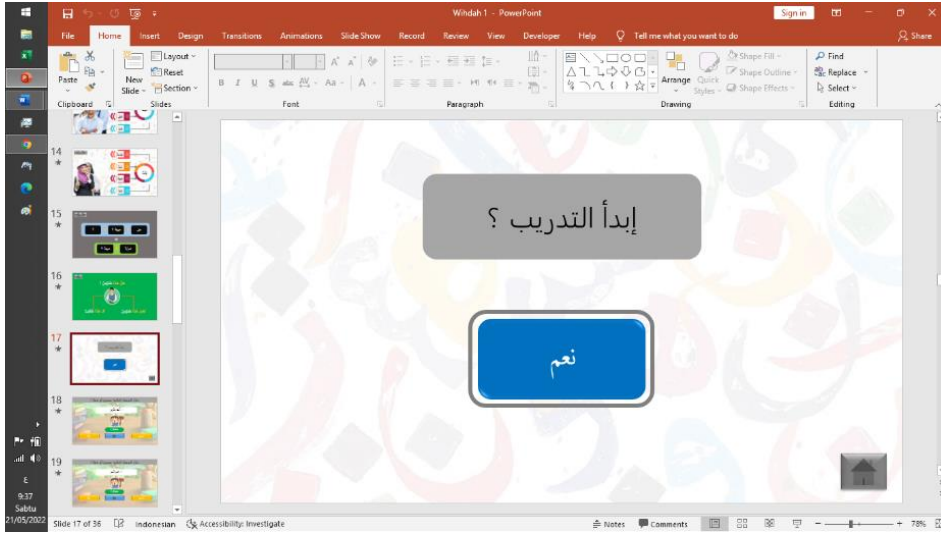 Wihdah 1 - PowerPoint
Sign in
File Home Insert Design Transitions Animations Slide Show Record Review View Developer Help Tell me what you want to do Share
Paste
Clipboard
New Slide
Layout
Reset
Section
Slides
Font
Paragraph
Arrange
Quick Styles
Shape Fill
Shape Outline
Shape Effects
Drawing
Find
Replace
Select
Editing
14
15
16
17
18
19
إبدأ التدريب ؟
نعم
9:37
Sabtu
21/05/2022
Slide 17 of 36 Indonesian Accessibility: Investigate Notes Comments 78%